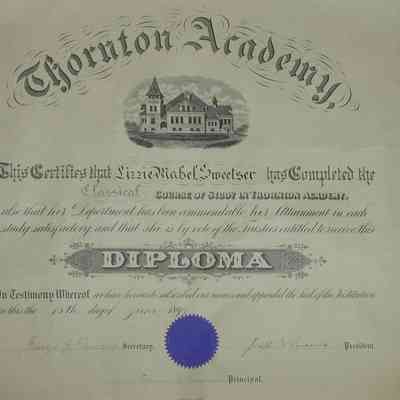 Thornton Academy,
This Certifies that Lizzie Mabel Sweetser has Completed the
Classical COURSE OF STUDY IN THORNTON ACADEMY.
also that her Department has been commendable her Attainment in each
study satisfactory and that she is by vote of the Trustees entitled to receive this
DIPLOMA
In Testimony Whereof we have hereunto subscribed our names and appended the Seal of the Institution
this the 15th day of June 189
Secretary. President.
Principal.